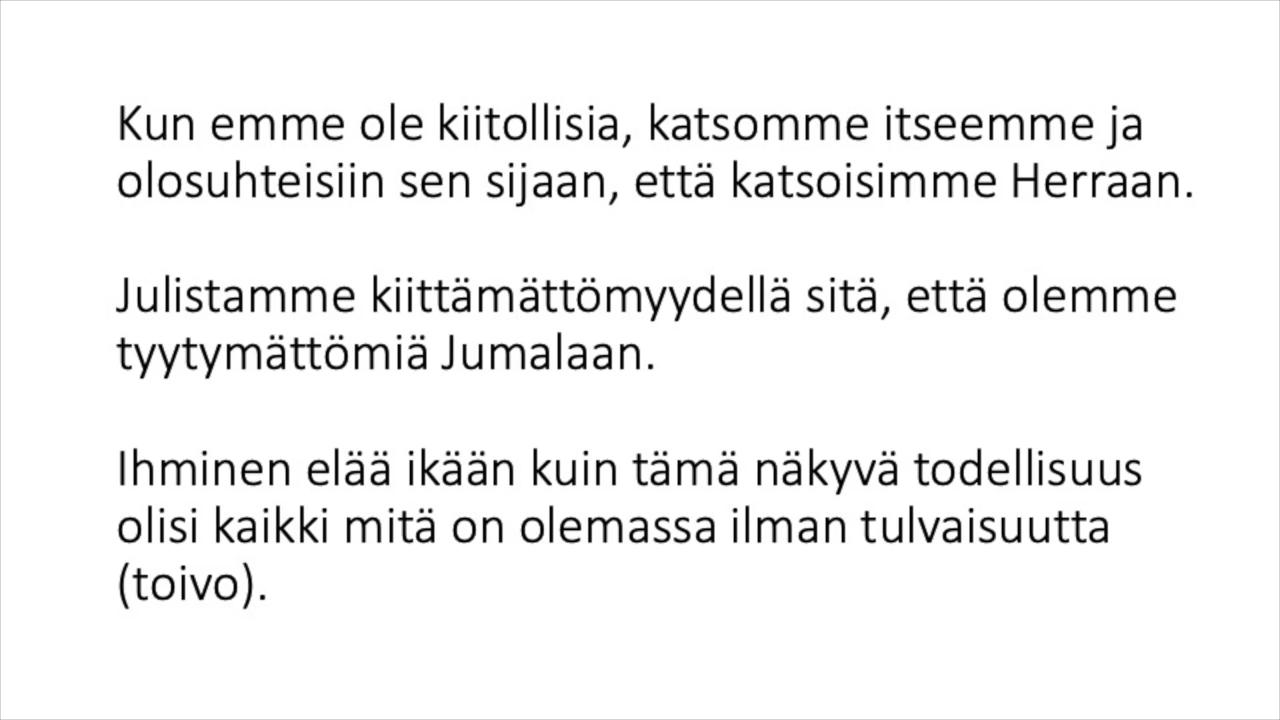 Kun emme ole kiitollisia, katsomme itseemme ja
olosuhteisiin sen sijaan, että katsoisimme Herraan.
Julistamme kiittämättömyydellä sitä, että olemme
tyytymättömiä Jumalaan.
Ihminen elää ikään kuin tämä näkyvä todellisuus
olisi kaikki mitä on olemassa ilman tulvaisuutta
(toivo).